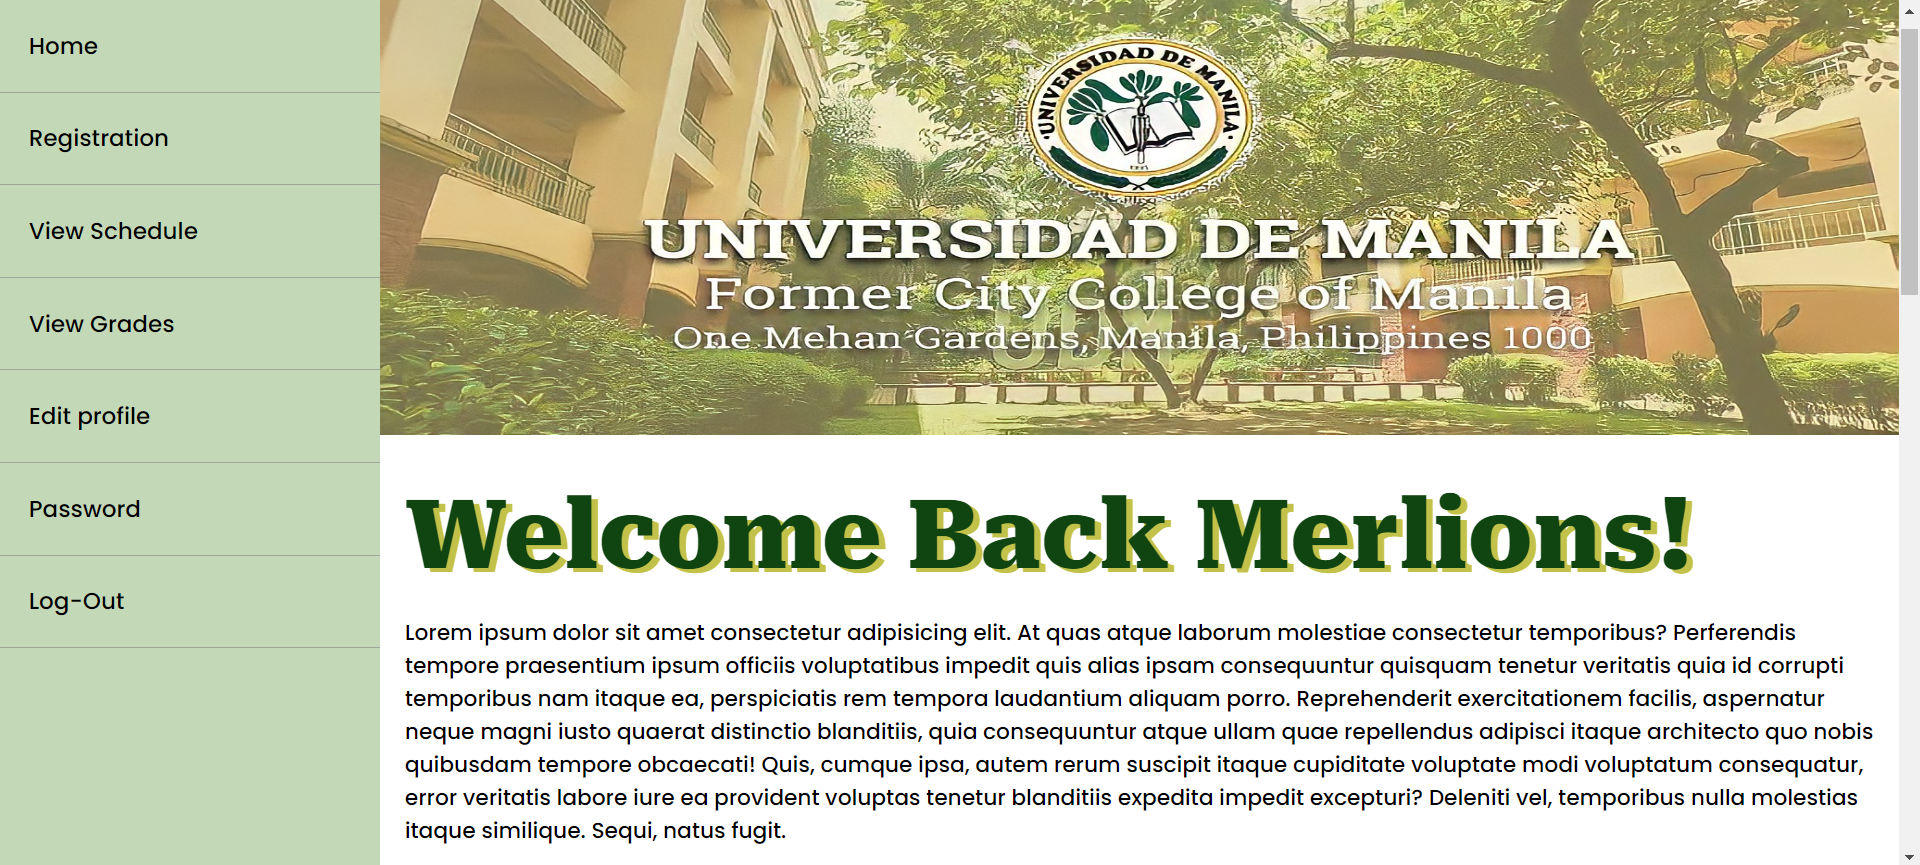 Home
Registration
View Schedule
View Grades
Edit profile
Password
Log-Out
UNIVERSIDAD DE MANILA
UNIVERSIDAD DE MANILA
Former City College of Manila
One Mehan Gardens, Manila, Philippines 1000
UDM
Welcome Back Merlions!
Lorem ipsum dolor sit amet consectetur adipisicing elit. At quas atque laborum molestiae consectetur temporibus? Perferendis
tempore praesentium ipsum officiis voluptatibus impedit quis alias ipsam consequuntur quisquam tenetur veritatis quia id corrupti
temporibus nam itaque ea, perspiciatis rem tempora laudantium aliquam porro. Reprehenderit exercitationem facilis, aspernatur
neque magni iusto quaerat distinctio blanditiis, quia consequuntur atque ullam quae repellendus adipisci itaque architecto quo nobis
quibusdam tempore obcaecati! Quis, cumque ipsa, autem rerum suscipit itaque cupiditate voluptate modi voluptatum consequatur,
error veritatis labore iure ea provident voluptas tenetur blanditiis expedita impedit excepturi? Deleniti vel, temporibus nulla molestias
itaque similique. Sequi, natus fugit.